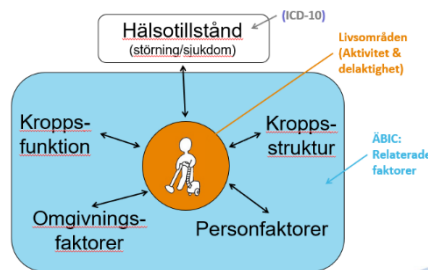 Hälsotillstånd
(störning/sjukdom)
(ICD-10)
Livsområden
(Aktivitet &
delaktighet)
Kropps-
funktion
Kropps-
struktur
ÄBIC:
Relaterade
faktorer
Omgivnings-
faktorer
Personfaktorer